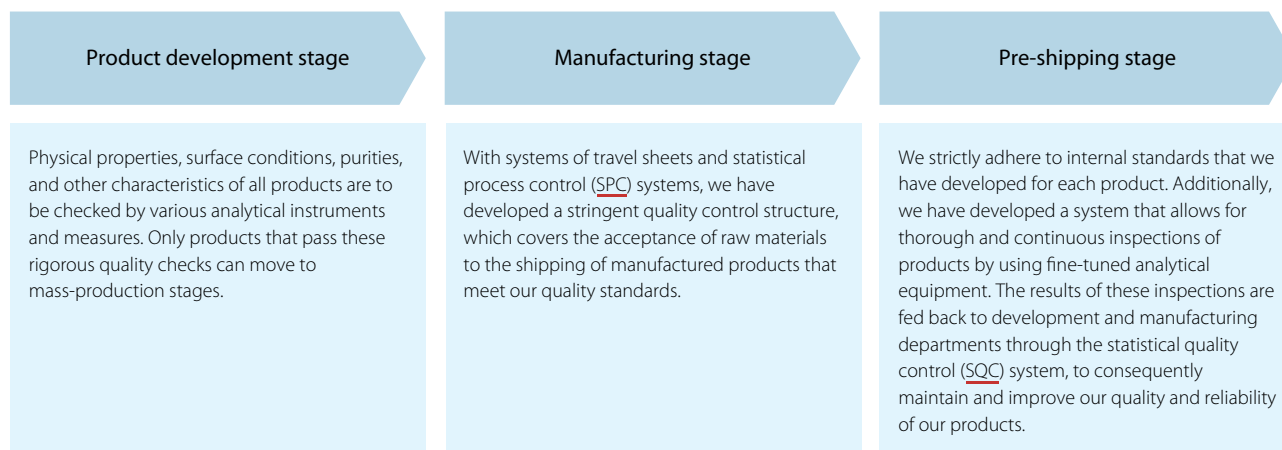 Product development stage
Physical properties, surface conditions, purities,
and other characteristics of all products are to
be checked by various analytical instruments
and measures. Only products that pass these
rigorous quality checks can move to
mass-production stages.
Manufacturing stage
With systems of travel sheets and statistical
process control (SPC) systems, we have
developed a stringent quality control structure,
which covers the acceptance of raw materials
to the shipping of manufactured products that
meet our quality standards.
Pre-shipping stage
We strictly adhere to internal standards that we
have developed for each product. Additionally,
we have developed a system that allows for
thorough and continuous inspections of
products by using fine-tuned analytical
equipment. The results of these inspections are
fed back to development and manufacturing
departments through the statistical quality
control (SQC) system, to consequently
maintain and improve our quality and reliability
of our products.